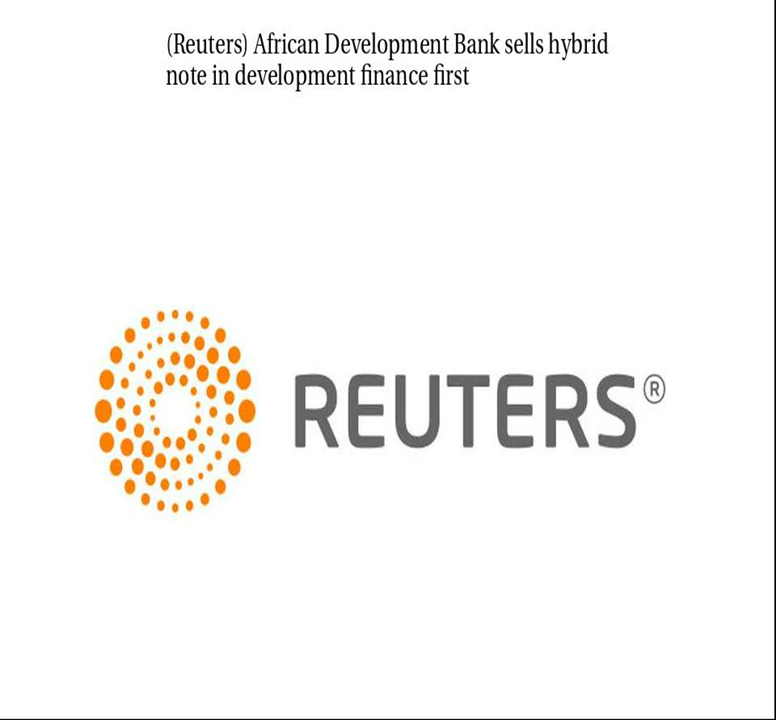 (Reuters) African Development Bank sells hybrid
note in development finance first
REUTERS®